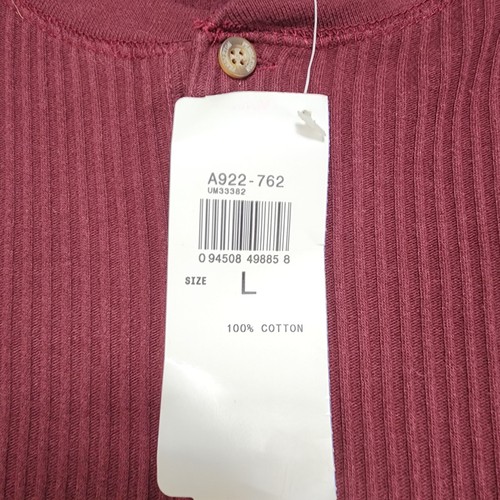 A922-762
UM33382
0 94508 49885 8
SIZE L
100% COTTON